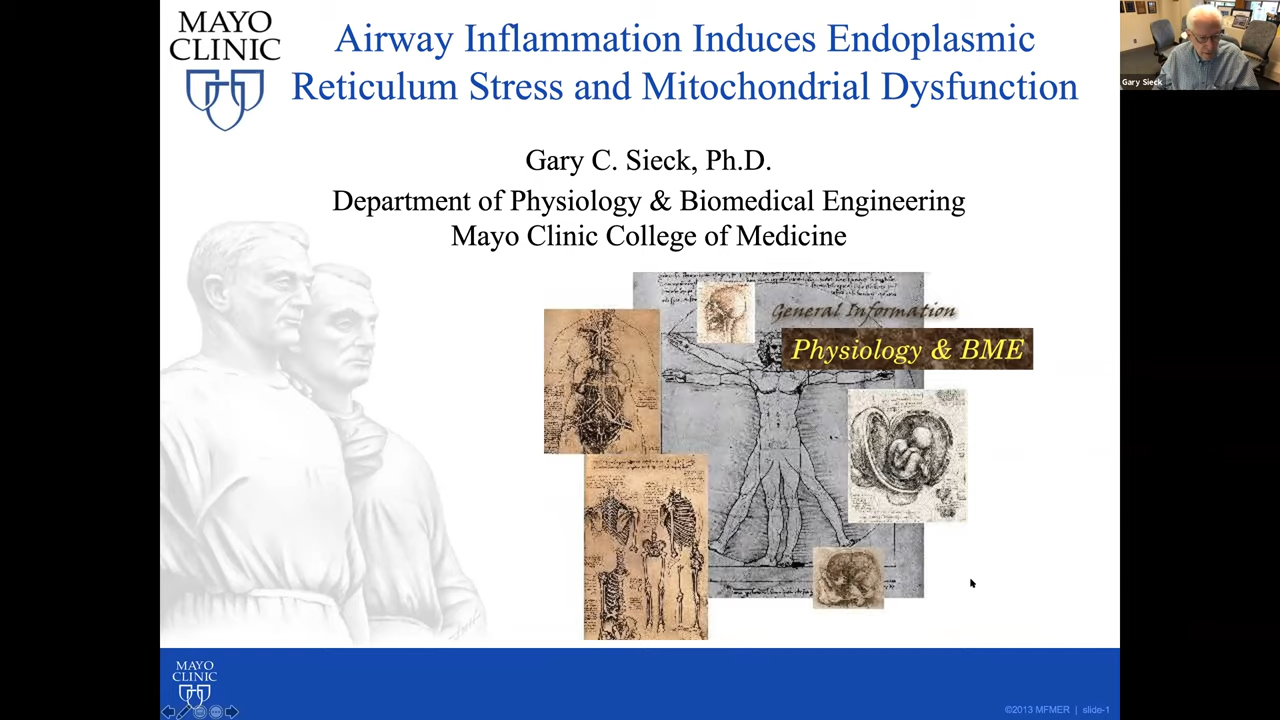 MAYO
CLINIC
Airway Inflammation Induces Endoplasmic
Reticulum Stress and Mitochondrial Dysfunction
Gary Sieck
Gary C. Sieck, Ph.D.
Department of Physiology & Biomedical Engineering
Mayo Clinic College of Medicine
General Information
Physiology & BME
MAYO
CLINIC
©2013 MFMER | slide-1